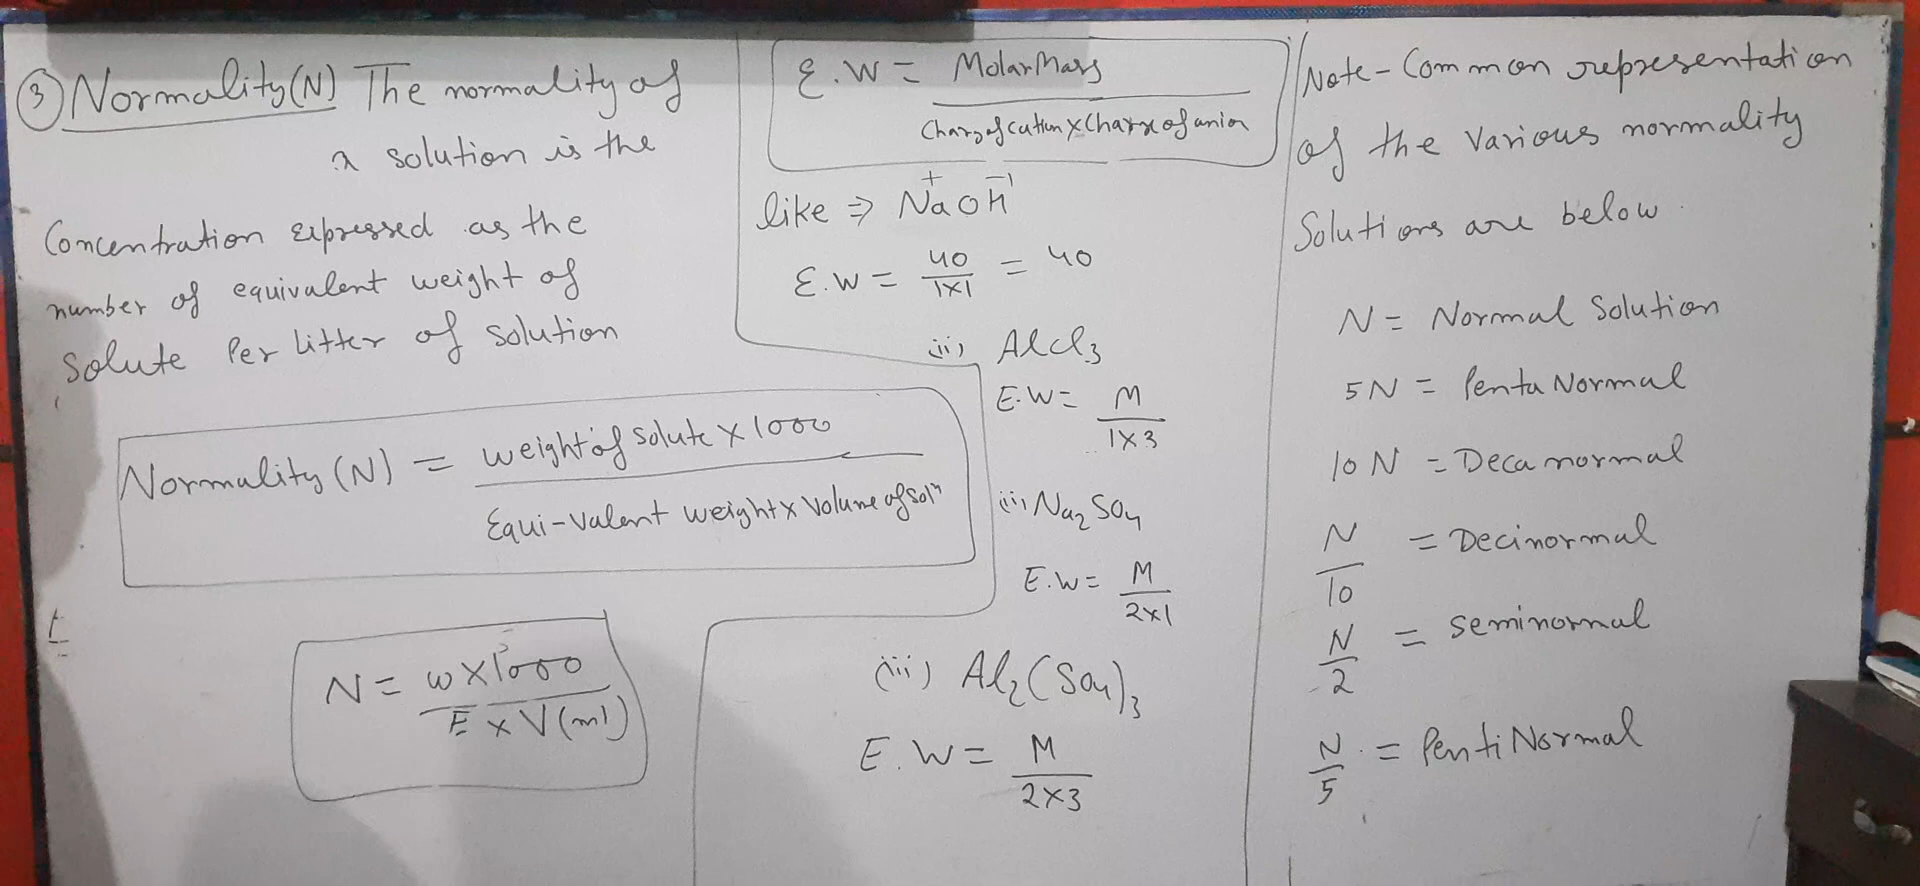 ③ Normality(N) The normality of
a solution is the
Concentration expressed as the
number of equivalent weight of
Solute Per litter of solution
Normality (N) = weight of solute × 1000
Equi-valent weight × Volume of solⁿ
N = w × 1000
E × V(ml)
E.W = Molar Mass
Charg of cation × Charge of anion
like ⇒ Na⁺OH⁻¹
E.W = 40/1×1 = 40
(ii) AlCl₃
E.W = M
1×3
(iii) Na₂SO₄
E.W = M
2×1
(iii) Al₂(SO₄)₃
E.W = M
2×3
Note - Common representation
of the Various normality
Solutions are below.
N = Normal Solution
5N = Penta Normal
10 N = Deca normal
N/10 = Decinormal
N/2 = Seminormal
N/5 = Penti Normal